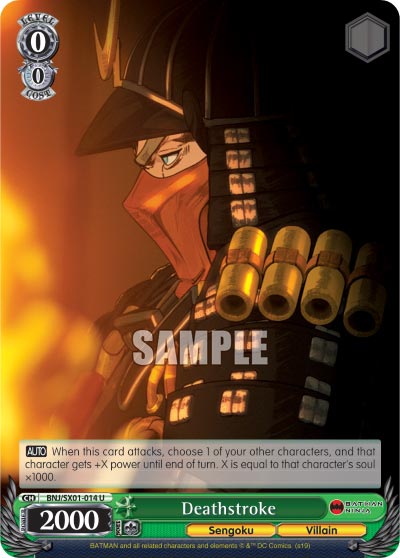 LEVEL
0
0
COST
SAMPLE
AUTO When this card attacks, choose 1 of your other characters, and that
character gets +X power until end of turn. X is equal to that character's soul
×1000.
CH BNJ/SX01-014 U
POWER 2000 Deathstroke BATMAN
NINJA
Sengoku Villain
BATMAN and all related characters and elements © & ™ DC Comics. (s19)